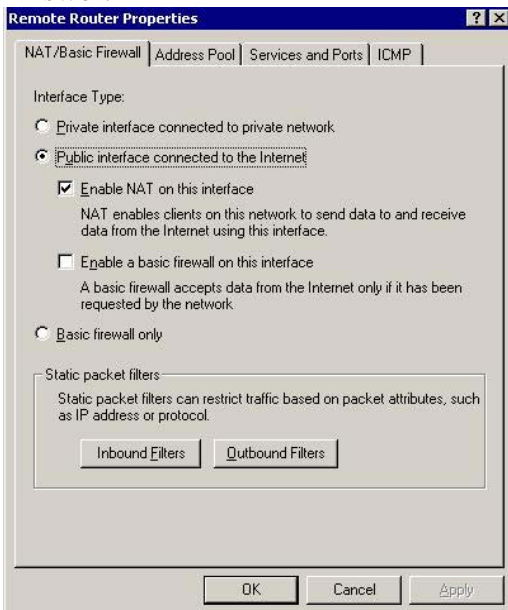 Remote Router Properties
NAT/Basic Firewall Address Pool Services and Ports ICMP
Interface Type:
Private interface connected to private network
Public interface connected to the Internet
Enable NAT on this interface
NAT enables clients on this network to send data to and receive
data from the Internet using this interface.
Enable a basic firewall on this interface
A basic firewall accepts data from the Internet only if it has been
requested by the network
Basic firewall only
Static packet filters
Static packet filters can restrict traffic based on packet attributes, such
as IP address or protocol.
Inbound Filters Outbound Filters
OK Cancel Apply